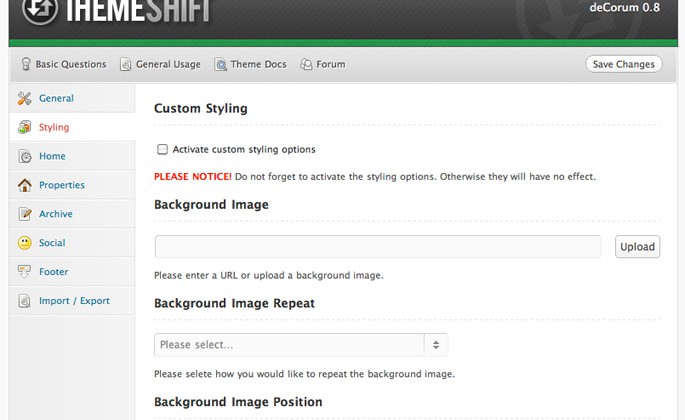 THEMESHIFT
deCorum 0.8
Basic Questions
General Usage
Theme Docs
Forum
Save Changes
General
Styling
Home
Properties
Archive
Social
Footer
Import / Export
Custom Styling
Activate custom styling options
PLEASE NOTICE! Do not forget to activate the styling options. Otherwise they will have no effect.
Background Image
Upload
Please enter a URL or upload a background image.
Background Image Repeat
Please select...
Please selete how you would like to repeat the background image.
Background Image Position